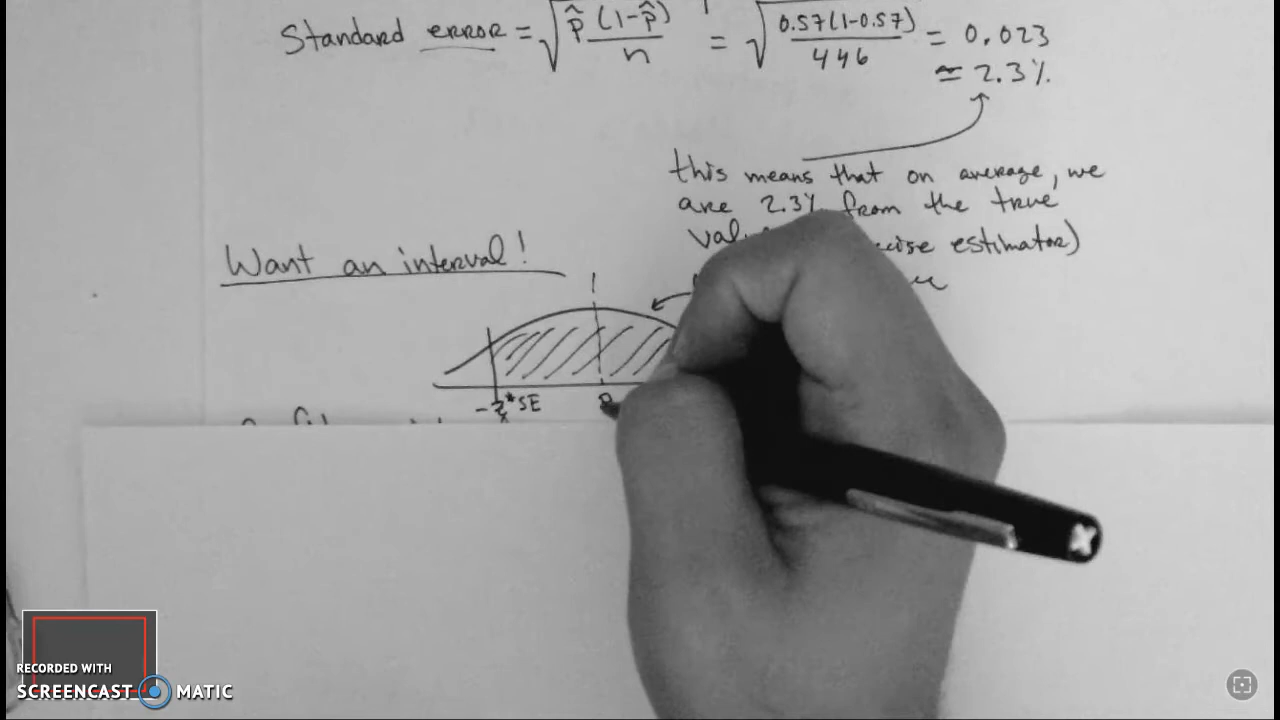 Standard error = √ p̂ (1-p̂) / n = √ 0.57(1-0.57) / 446 = 0.023
≃ 2.3%
this means that on average, we
are 2.3% from the true
estimator)
Want an interval!
-z* SE
RECORDED WITH
SCREENCAST MATIC